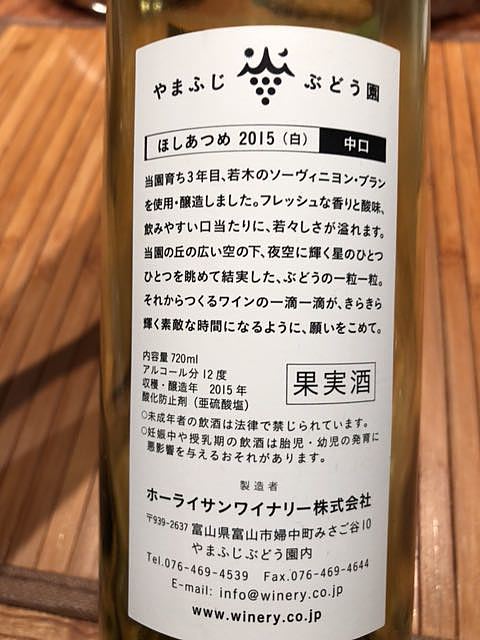 やまふじ ぶどう園
ほしあつめ 2015（白） 中口
当園育ち3年目、若木のソーヴィニヨン・ブラン
を使用・醸造しました。フレッシュな香りと酸味、
飲みやすい口当たりに、若々しさが溢れます。
当園の丘の広い空の下、夜空に輝く星のひとつ
ひとつを眺めて結実した、ぶどうの一粒一粒。
それからつくるワインの一滴一滴が、きらきら
輝く素敵な時間になるように、願いをこめて。
内容量720ml
アルコール分12度
収穫・醸造年 2015年
酸化防止剤（亜硫酸塩）
果実酒
○未成年者の飲酒は法律で禁じられています。
○妊娠中や授乳期の飲酒は胎児・幼児の発育に
悪影響を与えるおそれがあります。
製造者
ホーライサンワイナリー株式会社
〒939-2637 富山県富山市婦中町みさご谷10
やまふじぶどう園内
Tel.076-469-4539 Fax.076-469-4644
E-mail: info@winery.co.jp
www.winery.co.jp